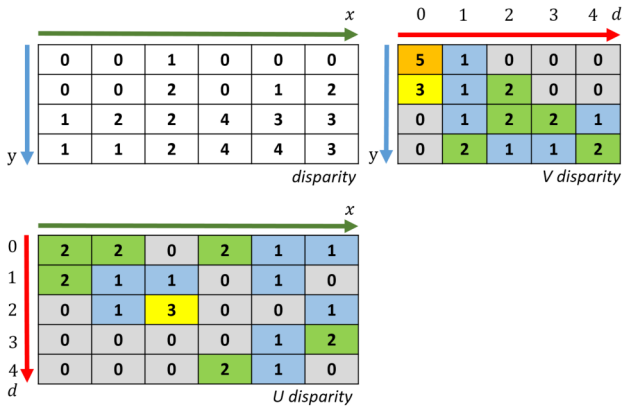 x
0 1 2 3 4 d
0 0 1 0 0 0
5 1 0 0 0
0 0 2 0 1 2
3 1 2 0 0
1 2 2 4 3 3
0 1 2 2 1
y 1 1 2 4 4 3
y 0 2 1 1 2
disparity
V disparity
x
0 2 2 0 2 1 1
1 2 1 1 0 1 0
2 0 1 3 0 0 1
3 0 0 0 0 1 2
4 0 0 0 2 1 0
d
U disparity